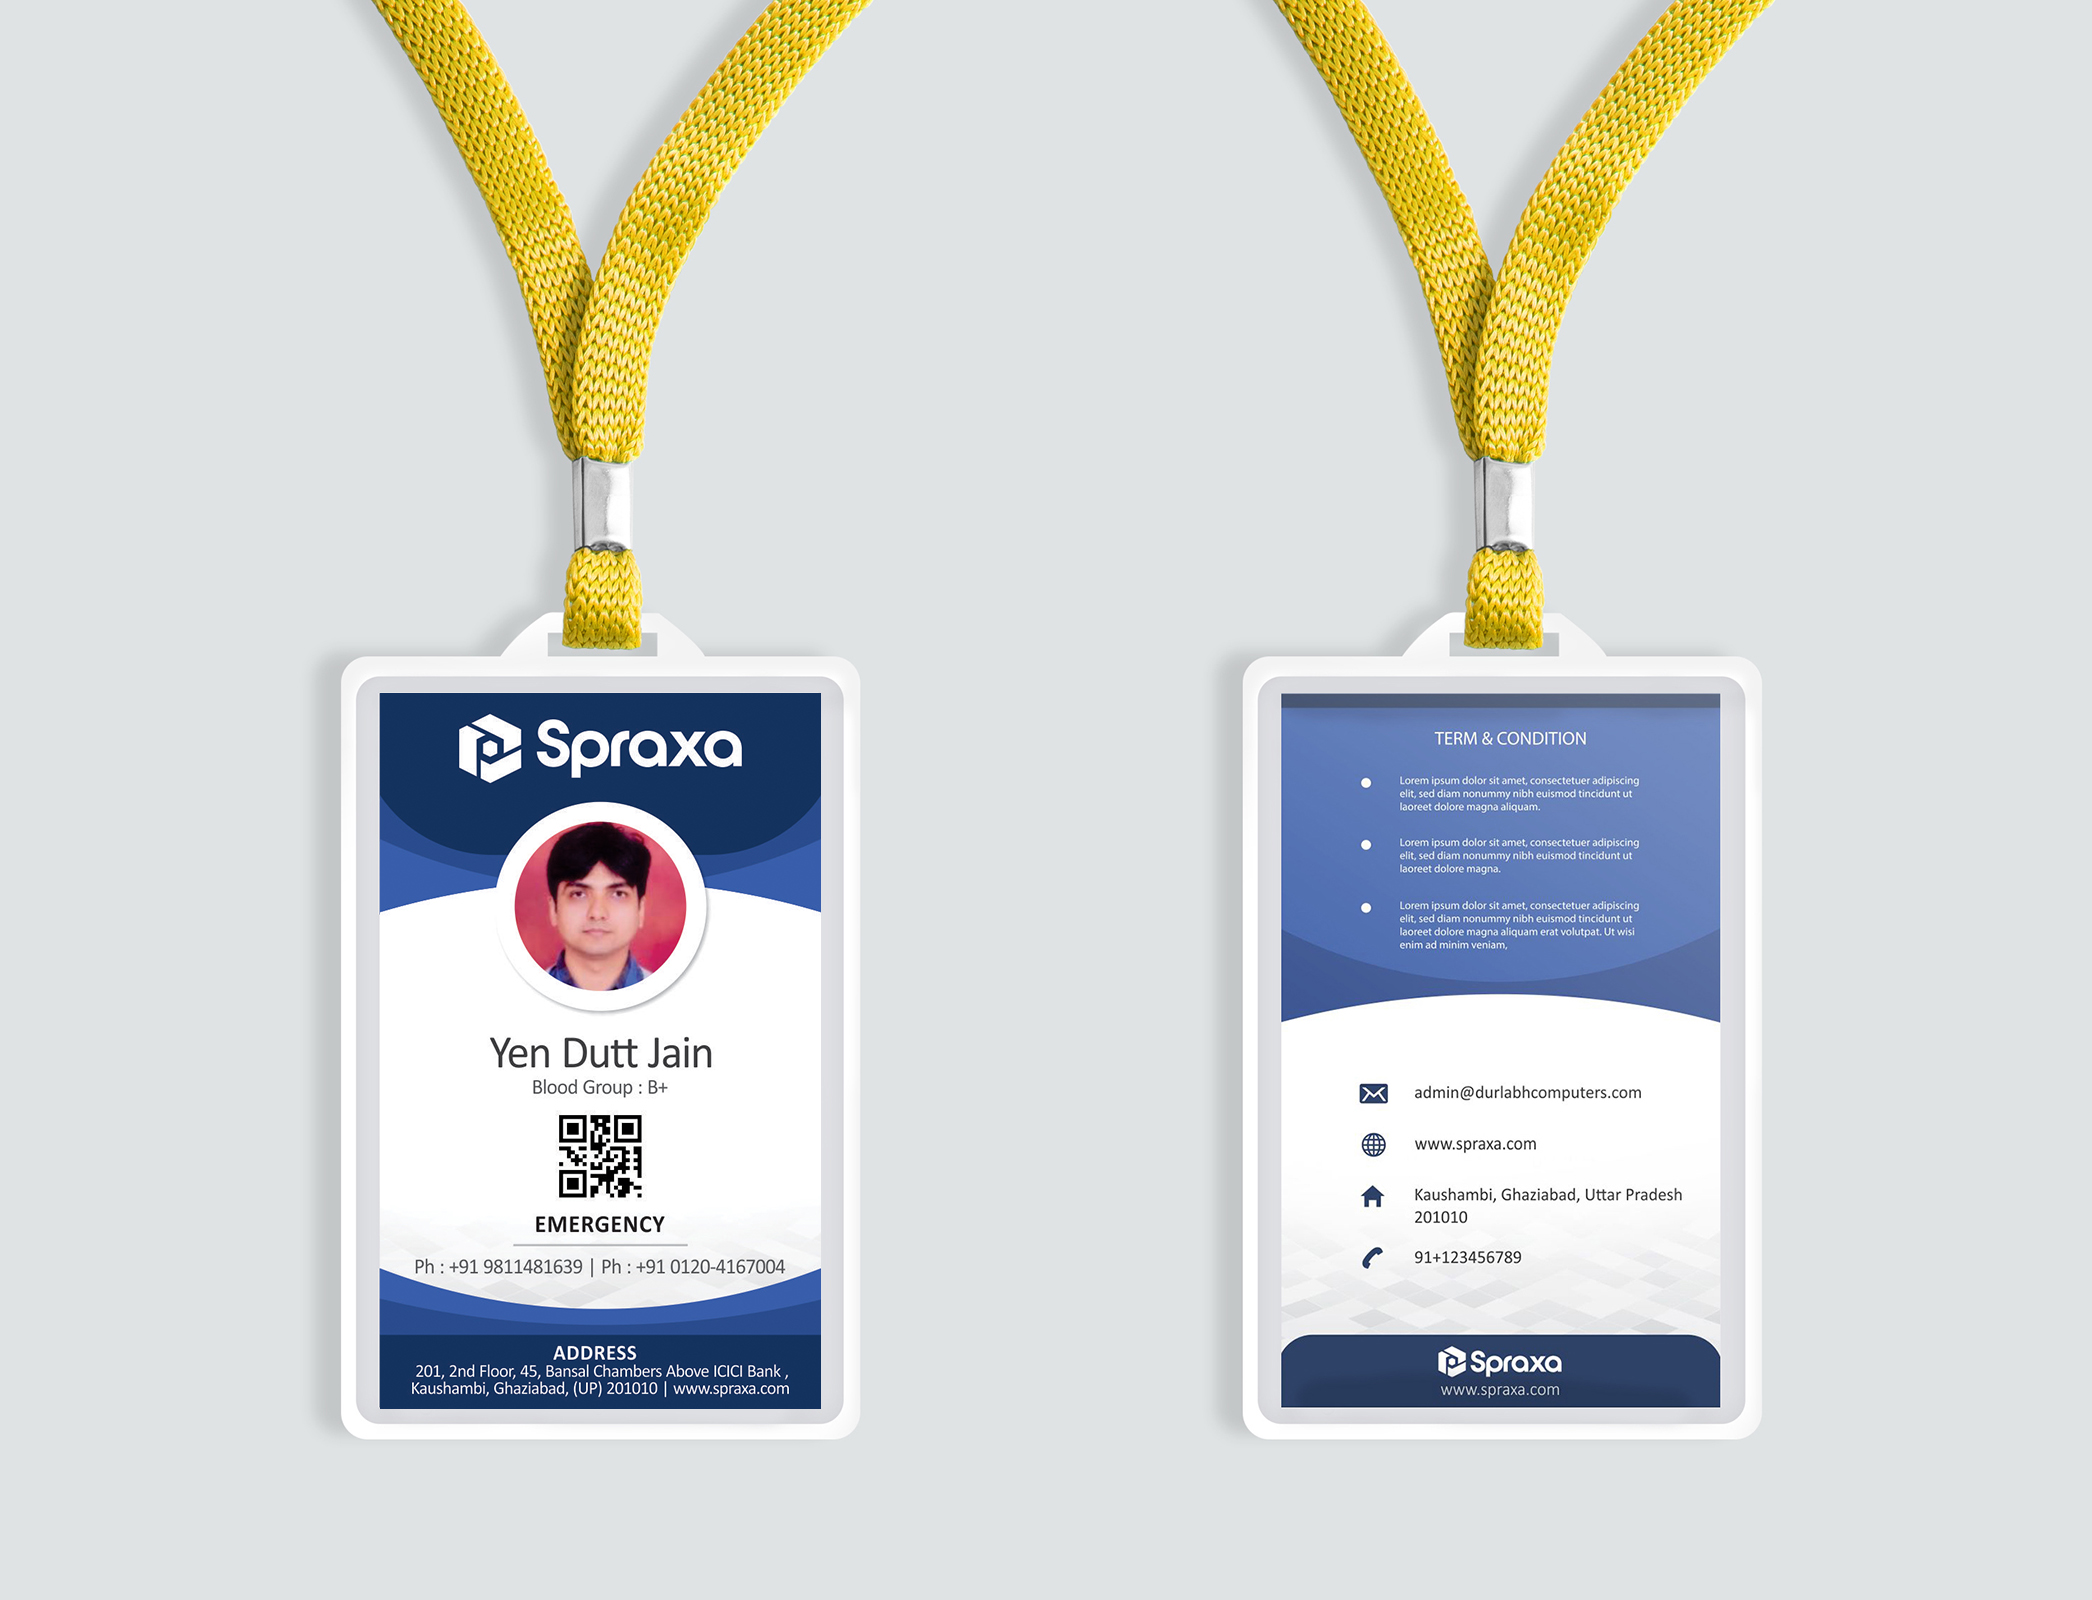 Spraxa
Yen Dutt Jain
Blood Group : B+
EMERGENCY
Ph : +91 9811481639 | Ph : +91 0120-4167004
ADDRESS
201, 2nd Floor, 45, Bansal Chambers Above ICICI Bank ,
Kaushambi, Ghaziabad, (UP) 201010 | www.spraxa.com
TERM & CONDITION
Lorem ipsum dolor sit amet, consectetuer adipiscing
elit, sed diam nonummy nibh euismod tincidunt ut
laoreet dolore magna aliquam.
Lorem ipsum dolor sit amet, consectetuer adipiscing
elit, sed diam nonummy nibh euismod tincidunt ut
laoreet dolore magna.
Lorem ipsum dolor sit amet, consectetuer adipiscing
elit, sed diam nonummy nibh euismod tincidunt ut
laoreet dolore magna aliquam erat volutpat. Ut wisi
enim ad minim veniam,
admin@durlabhcomputers.com
www.spraxa.com
Kaushambi, Ghaziabad, Uttar Pradesh
201010
91+123456789
Spraxa
www.spraxa.com